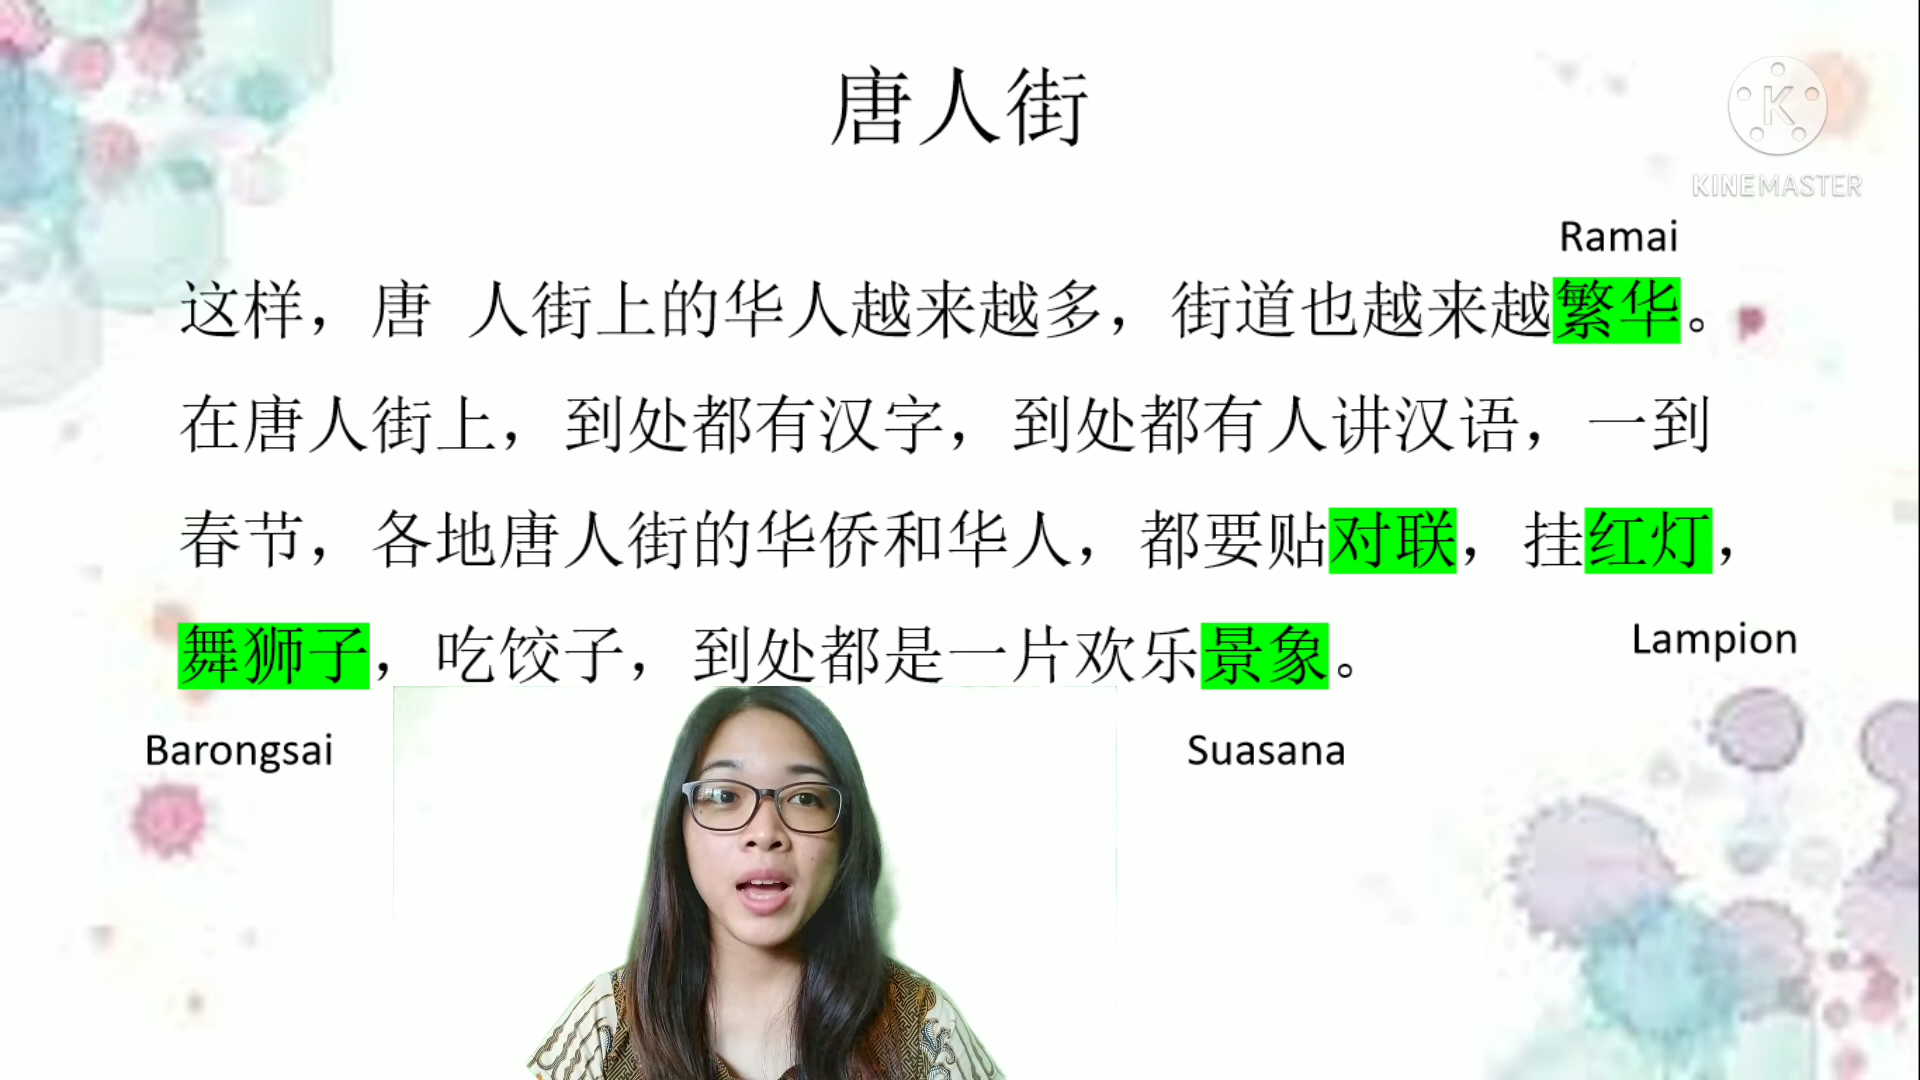 唐人街
KINEMASTER
Ramai
这样，唐 人街上的华人越来越多，街道也越来越繁华。
在唐人街上，到处都有汉字，到处都有人讲汉语，一到
春节，各地唐人街的华侨和华人，都要贴对联，挂红灯，
舞狮子，吃饺子，到处都是一片欢乐景象。
Lampion
Barongsai
Suasana